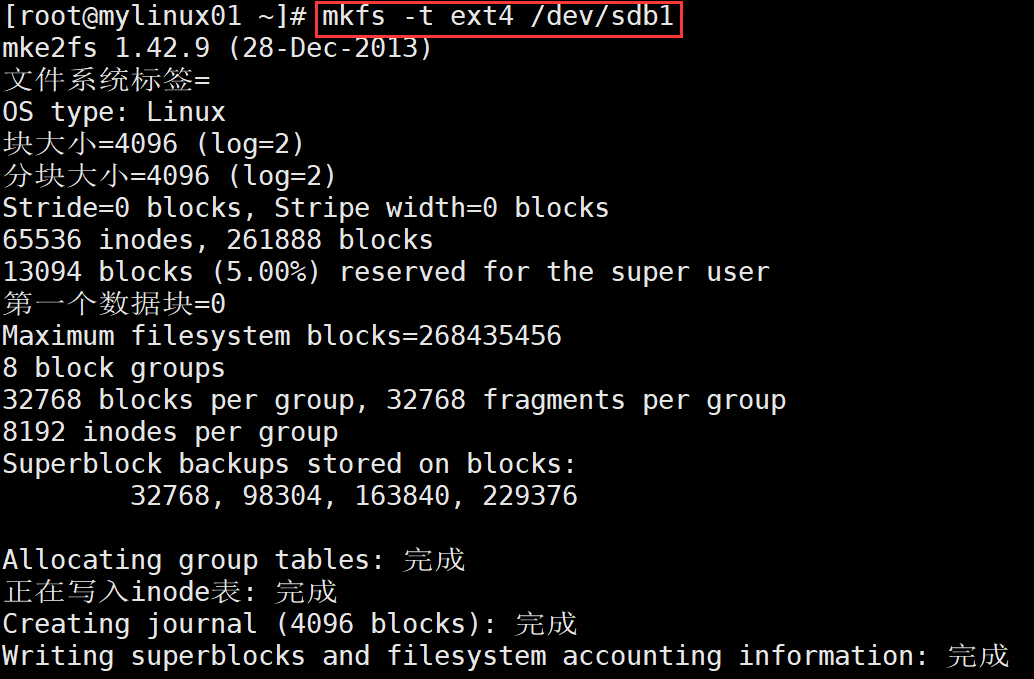 [root@mylinux01 ~]# mkfs -t ext4 /dev/sdb1
mke2fs 1.42.9 (28-Dec-2013)
文件系统标签=
OS type: Linux
块大小=4096 (log=2)
分块大小=4096 (log=2)
Stride=0 blocks, Stripe width=0 blocks
65536 inodes, 261888 blocks
13094 blocks (5.00%) reserved for the super user
第一个数据块=0
Maximum filesystem blocks=268435456
8 block groups
32768 blocks per group, 32768 fragments per group
8192 inodes per group
Superblock backups stored on blocks:
        32768, 98304, 163840, 229376

Allocating group tables: 完成
正在写入inode表: 完成
Creating journal (4096 blocks): 完成
Writing superblocks and filesystem accounting information: 完成